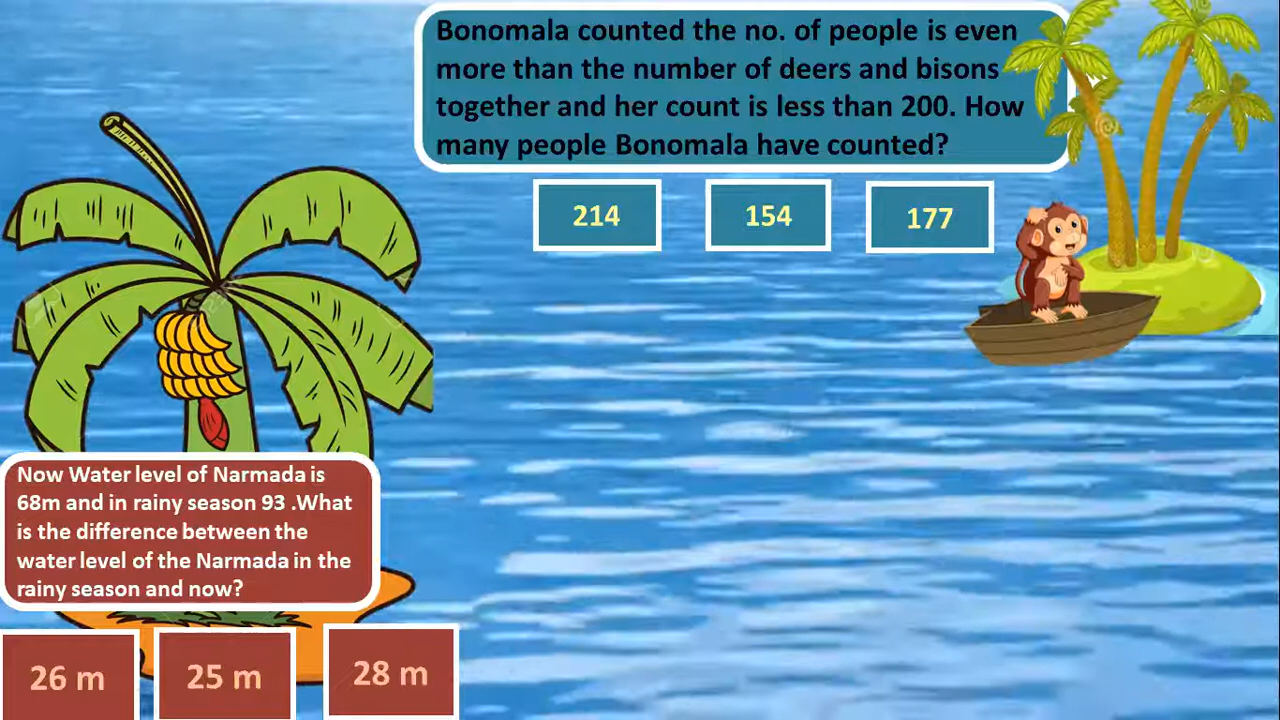 Bonomala counted the no. of people is even
more than the number of deers and bisons
together and her count is less than 200. How
many people Bonomala have counted?
214
154
177
Now Water level of Narmada is
68m and in rainy season 93 .What
is the difference between the
water level of the Narmada in the
rainy season and now?
26 m
25 m
28 m